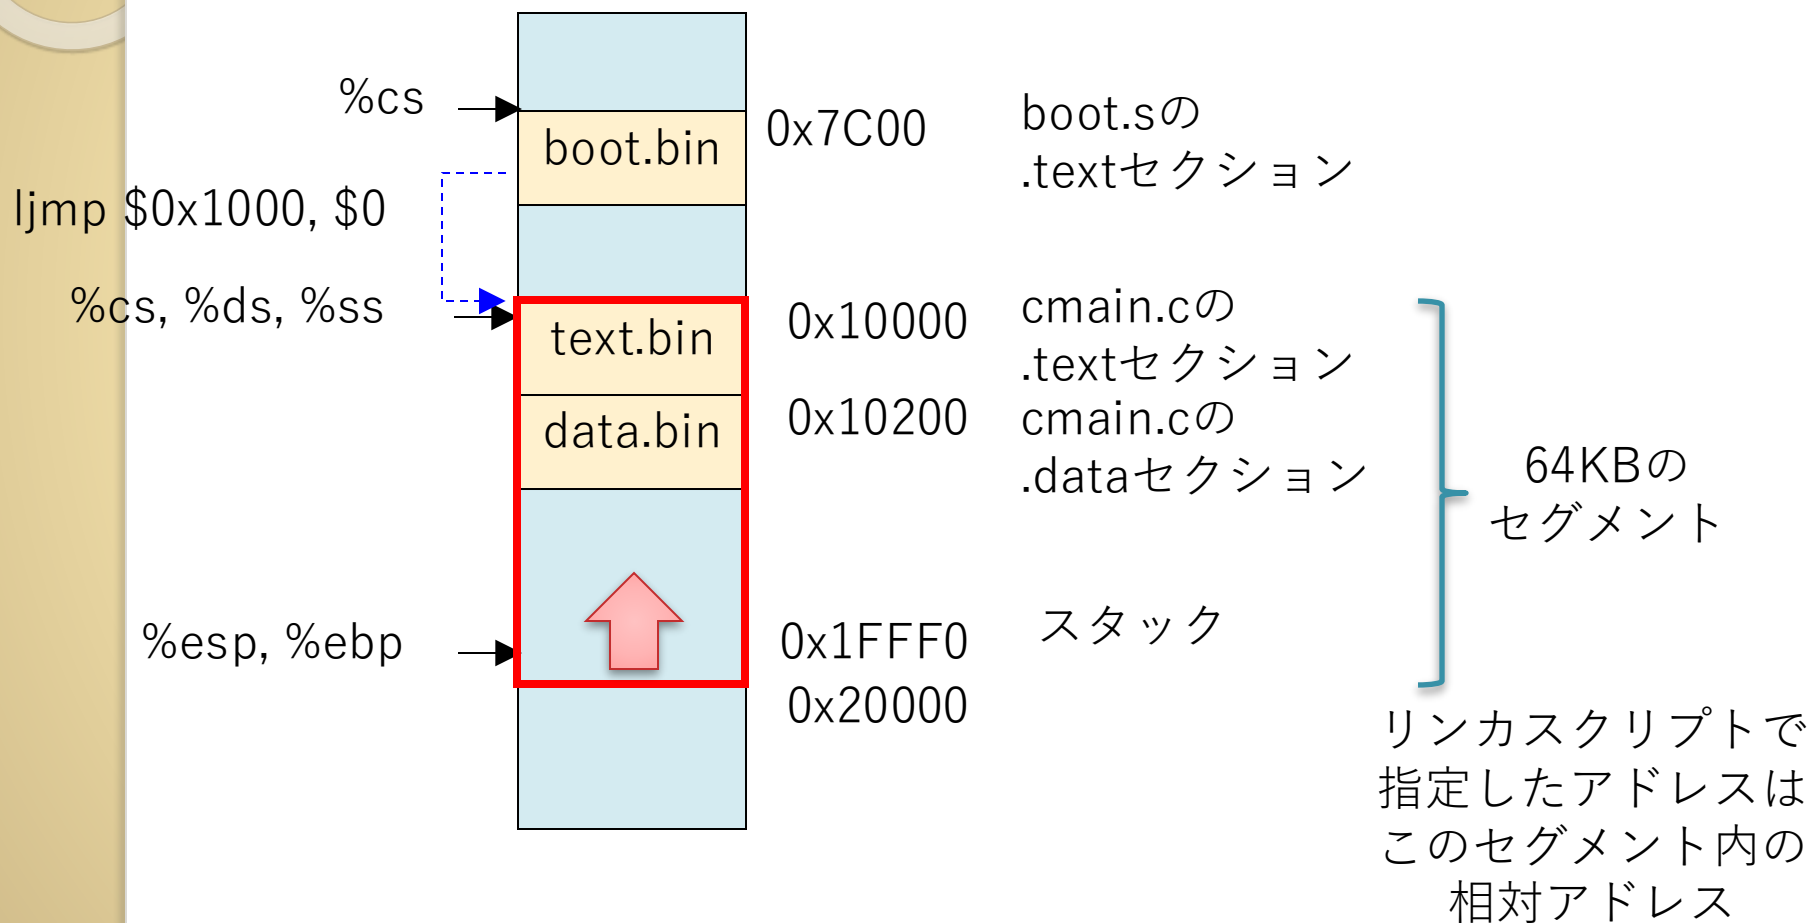 %cs
boot.bin
0x7C00
boot.sの
.textセクション
ljmp $0x1000, $0
%cs, %ds, %ss
text.bin
0x10000
cmain.cの
.textセクション
data.bin
0x10200
cmain.cの
.dataセクション
64KBの
セグメント
%esp, %ebp
0x1FFF0
スタック
0x20000
リンカスクリプトで
指定したアドレスは
このセグメント内の
相対アドレス